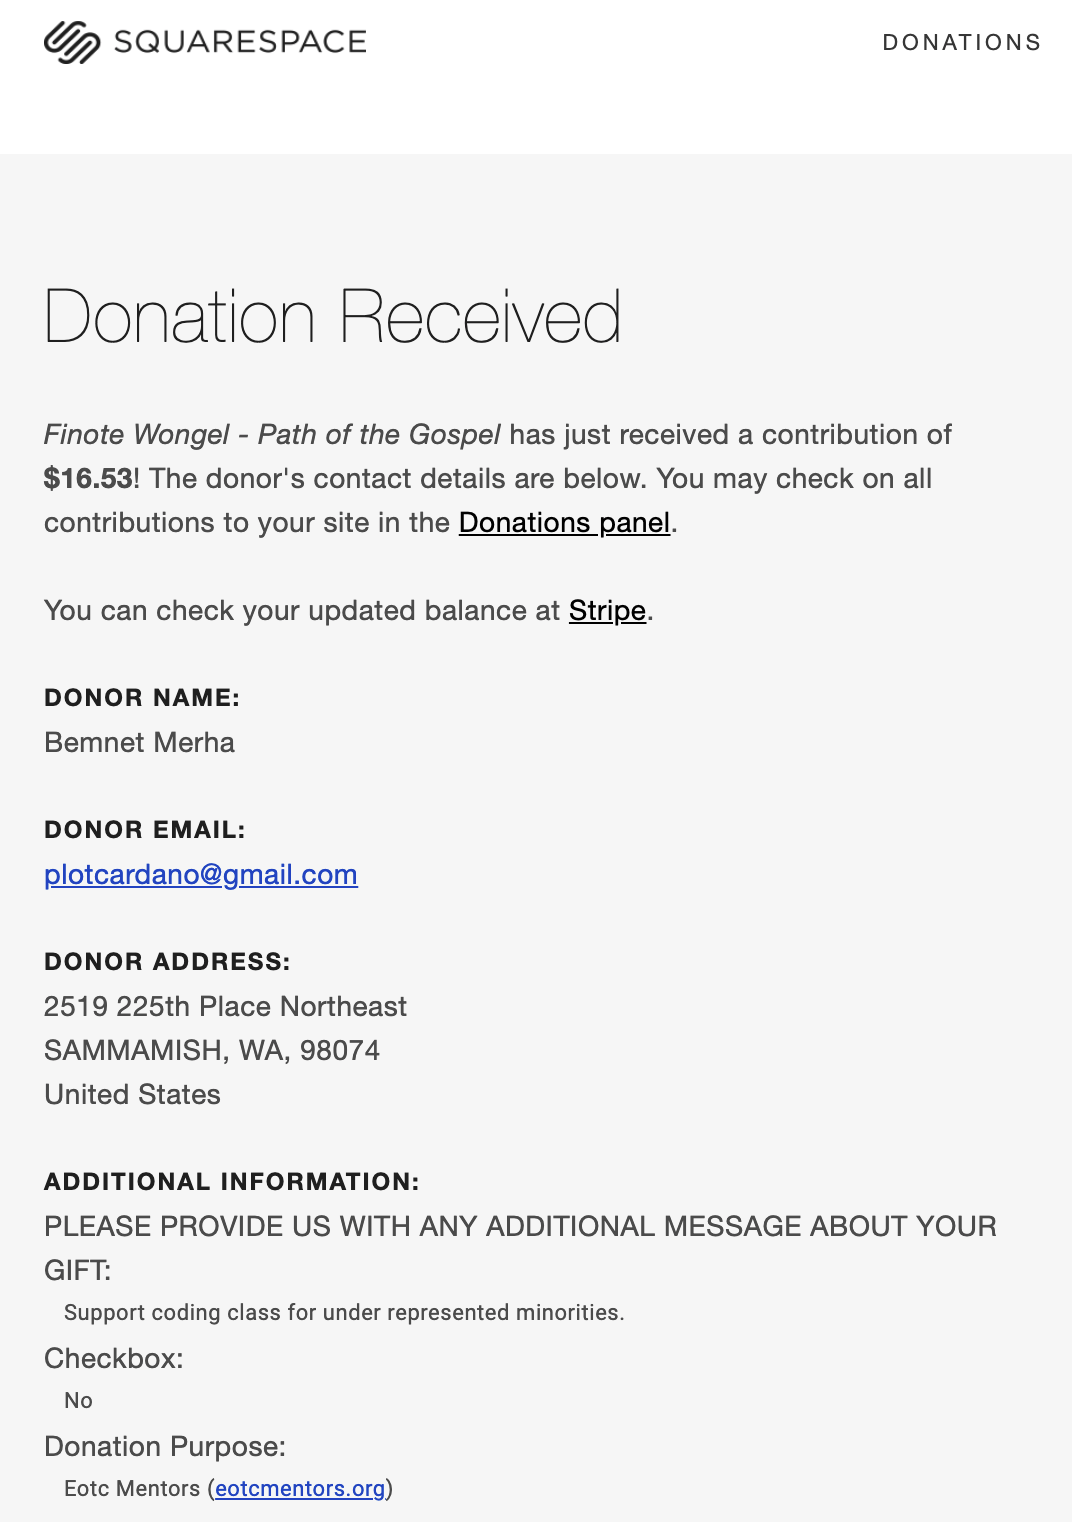 SQUARESPACE
DONATIONS
Donation Received
Finote Wongel - Path of the Gospel has just received a contribution of
$16.53! The donor's contact details are below. You may check on all
contributions to your site in the Donations panel.
You can check your updated balance at Stripe.
DONOR NAME:
Bemnet Merha
DONOR EMAIL:
plotcardano@gmail.com
DONOR ADDRESS:
2519 225th Place Northeast
SAMMAMISH, WA, 98074
United States
ADDITIONAL INFORMATION:
PLEASE PROVIDE US WITH ANY ADDITIONAL MESSAGE ABOUT YOUR
GIFT:
Support coding class for under represented minorities.
Checkbox:
No
Donation Purpose:
Eotc Mentors (eotcmentors.org)